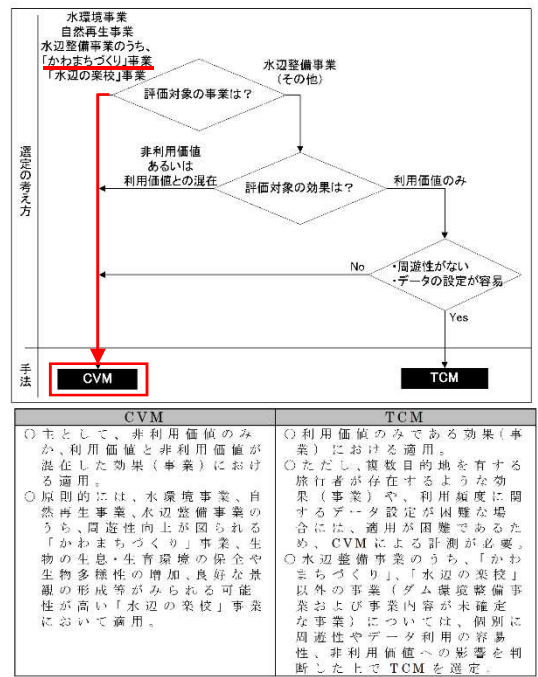 水環境事業
自然再生事業
水辺整備事業のうち、
「かわまちづくり」事業
「水辺の楽校」事業
水辺整備事業
(その他)
評価対象の事業は？
非利用価値
あるいは
利用価値との混在
評価対象の効果は？
利用価値のみ
選定の考え方
No
・周遊性がない
・データの設定が容易
Yes
手法
CVM
TCM
CVM
○主として、非利用価値のみ
か、利用価値と非利用価値が
混在した効果（事業）におけ
る適用。
○原則的には、水環境事業、自
然再生事業、水辺整備事業の
うち、周遊性向上が図られる
「かわまちづくり」事業、生
物の生息・生育環境の保全や
生物多様性の増加、良好な景
観の形成等がみられる可能
性が高い「水辺の楽校」事業
において適用。
TCM
○利用価値のみである効果（事
業）における適用。
○ただし、複数目的地を有する
旅行者が存在するような効
果（事業）や、利用頻度に関
するデータ設定が困難な場
合には、適用が困難であるた
め、CVMによる計測が必要。
○水辺整備事業のうち、「かわ
まちづくり」、「水辺の楽校」
以外の事業（ダム環境整備事
業および事業内容が未確定
な事業）については、個別に
周遊性やデータ利用の容易
性、非利用価値への影響を判
断した上でTCMを選定。